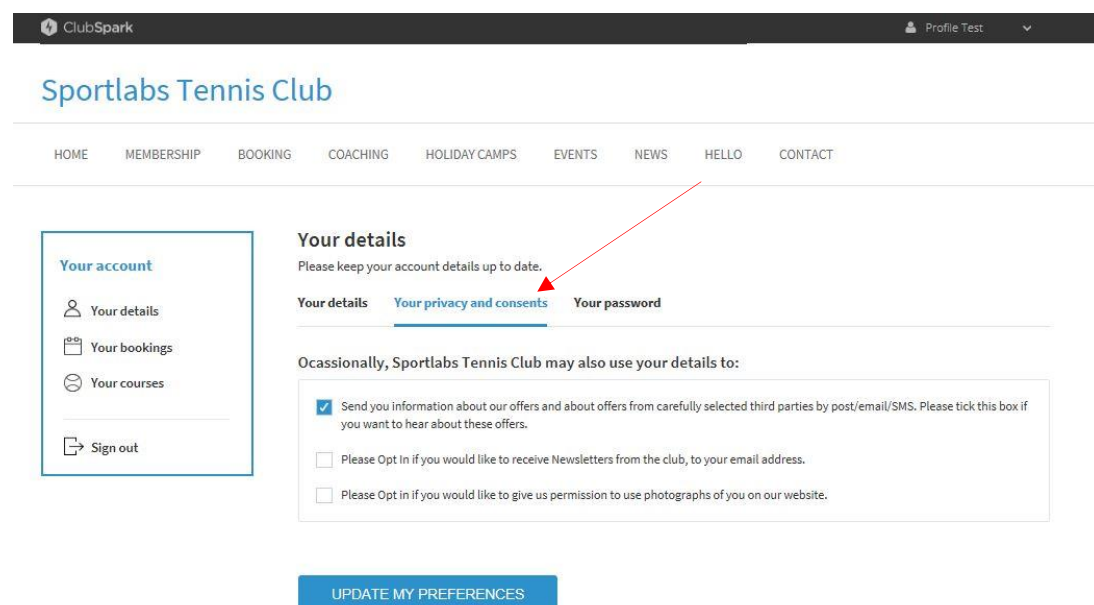 ClubSpark
Profile Test
Sportlabs Tennis Club
HOME MEMBERSHIP BOOKING COACHING HOLIDAY CAMPS EVENTS NEWS HELLO CONTACT
Your account
Your details
Your bookings
Your courses
Sign out
Your details
Please keep your account details up to date.
Your details Your privacy and consents Your password
Ocassionally, Sportlabs Tennis Club may also use your details to:
Send you information about our offers and about offers from carefully selected third parties by post/email/SMS. Please tick this box if
you want to hear about these offers.
Please Opt In if you would like to receive Newsletters from the club, to your email address.
Please Opt in if you would like to give us permission to use photographs of you on our website.
UPDATE MY PREFERENCES